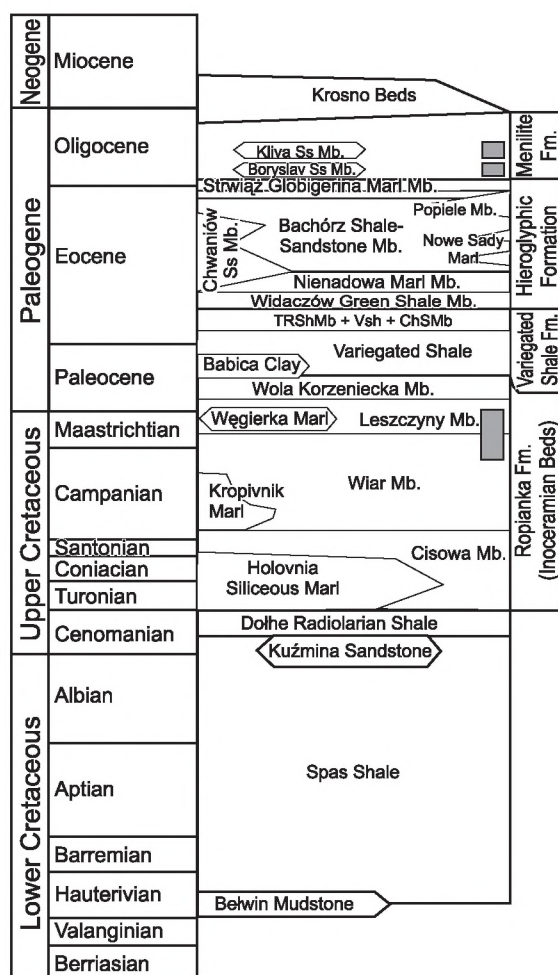 Neogene
Miocene
Krosno Beds
Paleogene
Oligocene
Kliva Ss Mb.
Boryslav Ss Mb.
Menilite
Fm.
Strwiąż Globigerina Marl Mb.
Eocene
Chwaniów
Ss Mb.
Bachórz Shale-
Sandstone Mb.
Popiele Mb.
Nowe Sady
Marl
Hieroglyphic
Formation
Nienadowa Marl Mb.
Widaczów Green Shale Mb.
TRShMb + Vsh + ChSMb
Variegated Shale
Variegated
Shale Fm.
Paleocene
Babica Clay
Wola Korzeniecka Mb.
Upper Cretaceous
Maastrichtian
Węgierka Marl
Leszczyny Mb.
Ropianka Fm.
(Inoceramian Beds)
Campanian
Kropivnik
Marl
Wiar Mb.
Santonian
Cisowa Mb.
Coniacian
Holovnia
Siliceous Marl
Turonian
Cenomanian
Dołhe Radiolarian Shale
Kuźmina Sandstone
Lower Cretaceous
Albian
Spas Shale
Aptian
Barremian
Hauterivian
Bełwin Mudstone
Valanginian
Berriasian